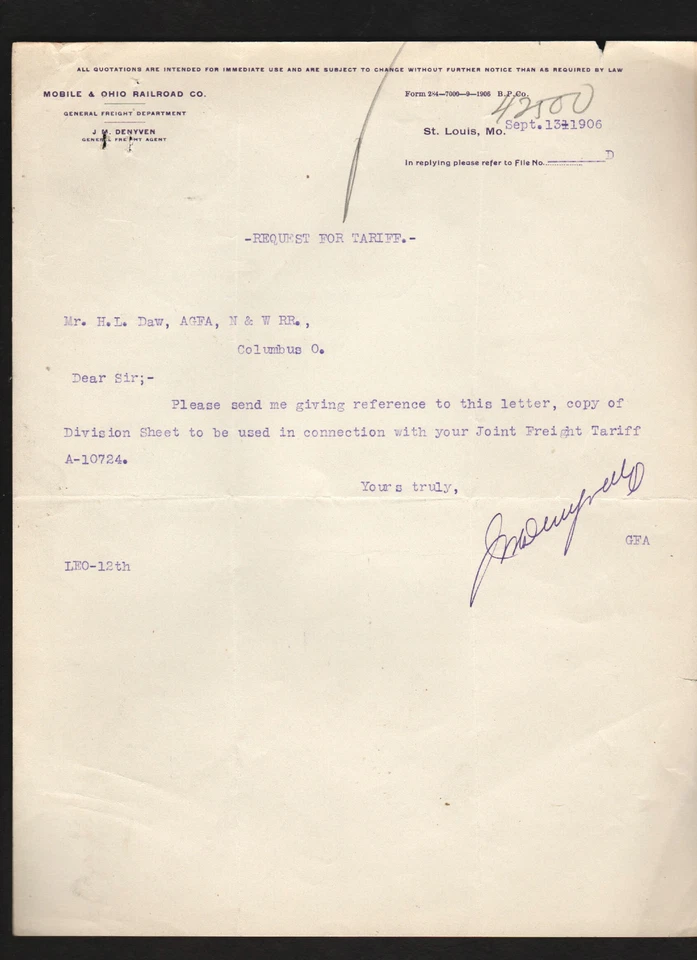 ALL QUOTATIONS ARE INTENDED FOR IMMEDIATE USE AND ARE SUBJECT TO CHANGE WITHOUT FURTHER NOTICE THAN AS REQUIRED BY LAW
MOBILE & OHIO RAILROAD CO.
GENERAL FREIGHT DEPARTMENT
J M. DENYVEN
GENERAL FREIGHT AGENT
Form 284—7000—9—1906 B.P.Co.
42500
St. Louis, Mo. Sept. 13 1906
In replying please refer to File No. D
-REQUEST FOR TARIFF.-
Mr. H.L. Daw, AGFA, N & W RR.,
Columbus O.
Dear Sir;-
Please send me giving reference to this letter, copy of
Division Sheet to be used in connection with your Joint Freight Tariff
A-10724.
Yours truly,
JM Denyven
GFA
LEO-12th